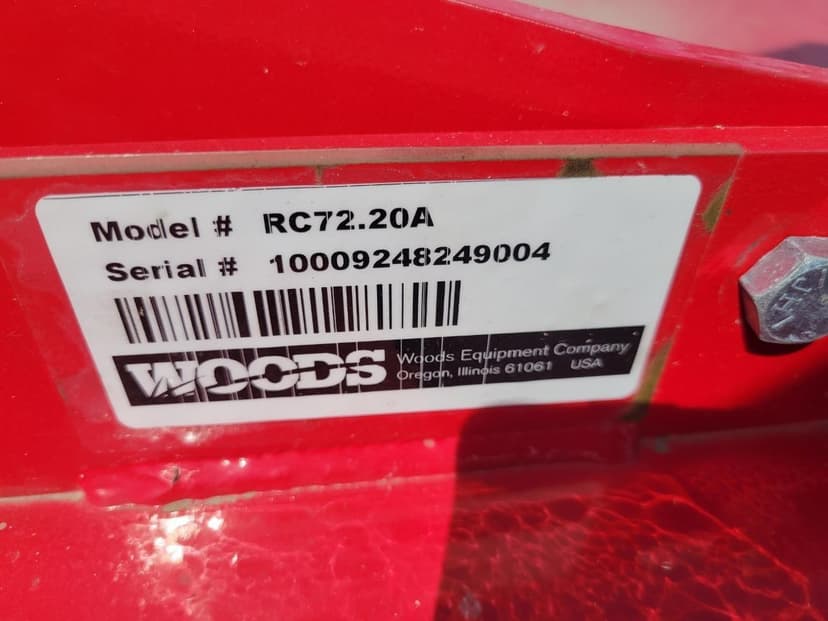 Model # RC72.20A
Serial # 10009248249004
WOODS
Woods Equipment Company
Oregon, Illinois 61061 USA